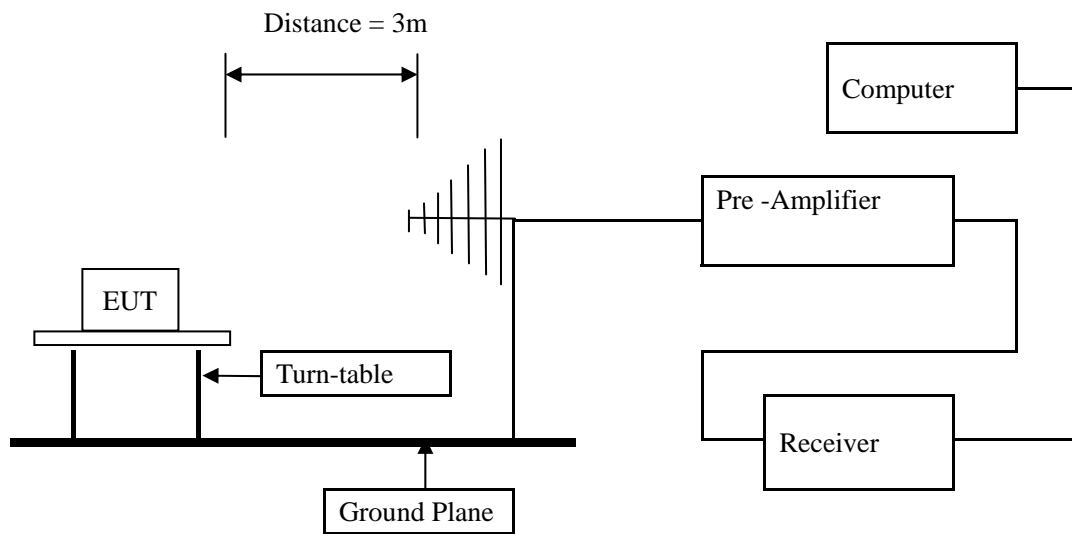 Distance = 3m
Computer
Pre -Amplifier
EUT
Turn-table
Receiver
Ground Plane